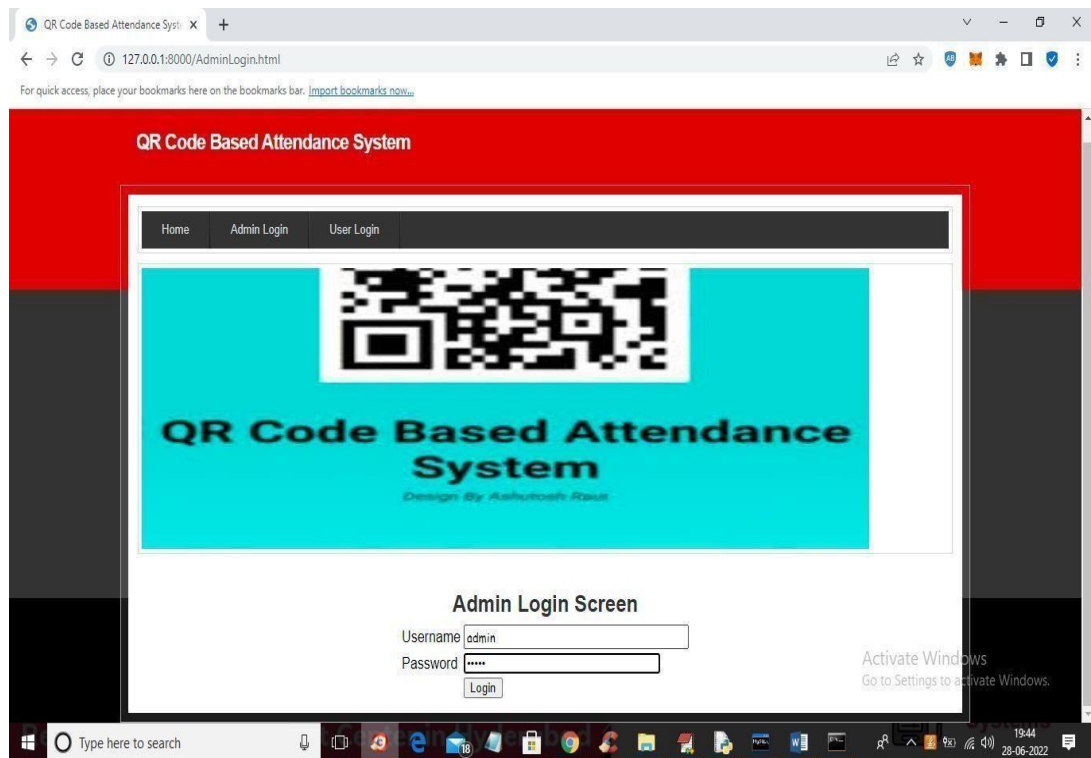 QR Code Based Attendance Syst
127.0.0.1:8000/AdminLogin.html
For quick access, place your bookmarks here on the bookmarks bar. Import bookmarks now...
QR Code Based Attendance System
Home Admin Login User Login
QR Code Based Attendance
System
Design By Ashutosh Raut
Admin Login Screen
Username admin
Password •••••
Login
Activate Windows
Go to Settings to activate Windows.
Type here to search
18
19:44
28-06-2022